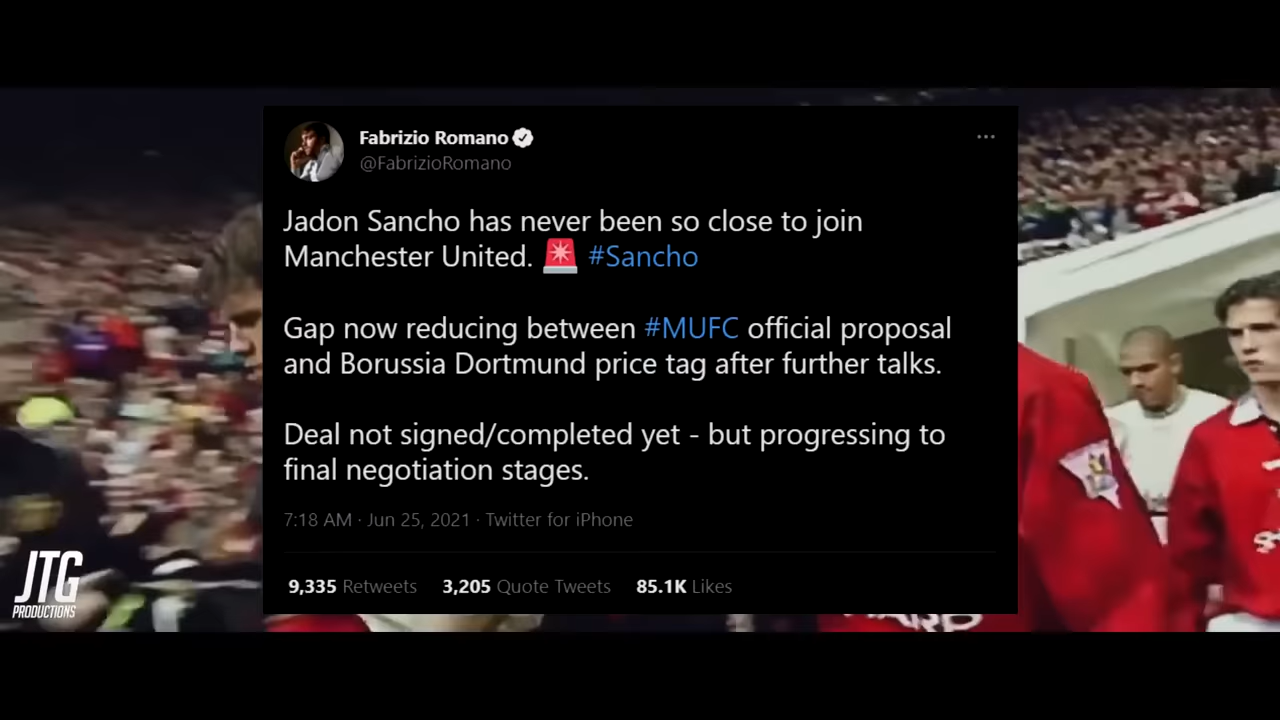 Fabrizio Romano
@FabrizioRomano
Jadon Sancho has never been so close to join
Manchester United. 🚨 #Sancho
Gap now reducing between #MUFC official proposal
and Borussia Dortmund price tag after further talks.
Deal not signed/completed yet - but progressing to
final negotiation stages.
7:18 AM · Jun 25, 2021 · Twitter for iPhone
9,335 Retweets 3,205 Quote Tweets 85.1K Likes
JTG
PRODUCTIONS